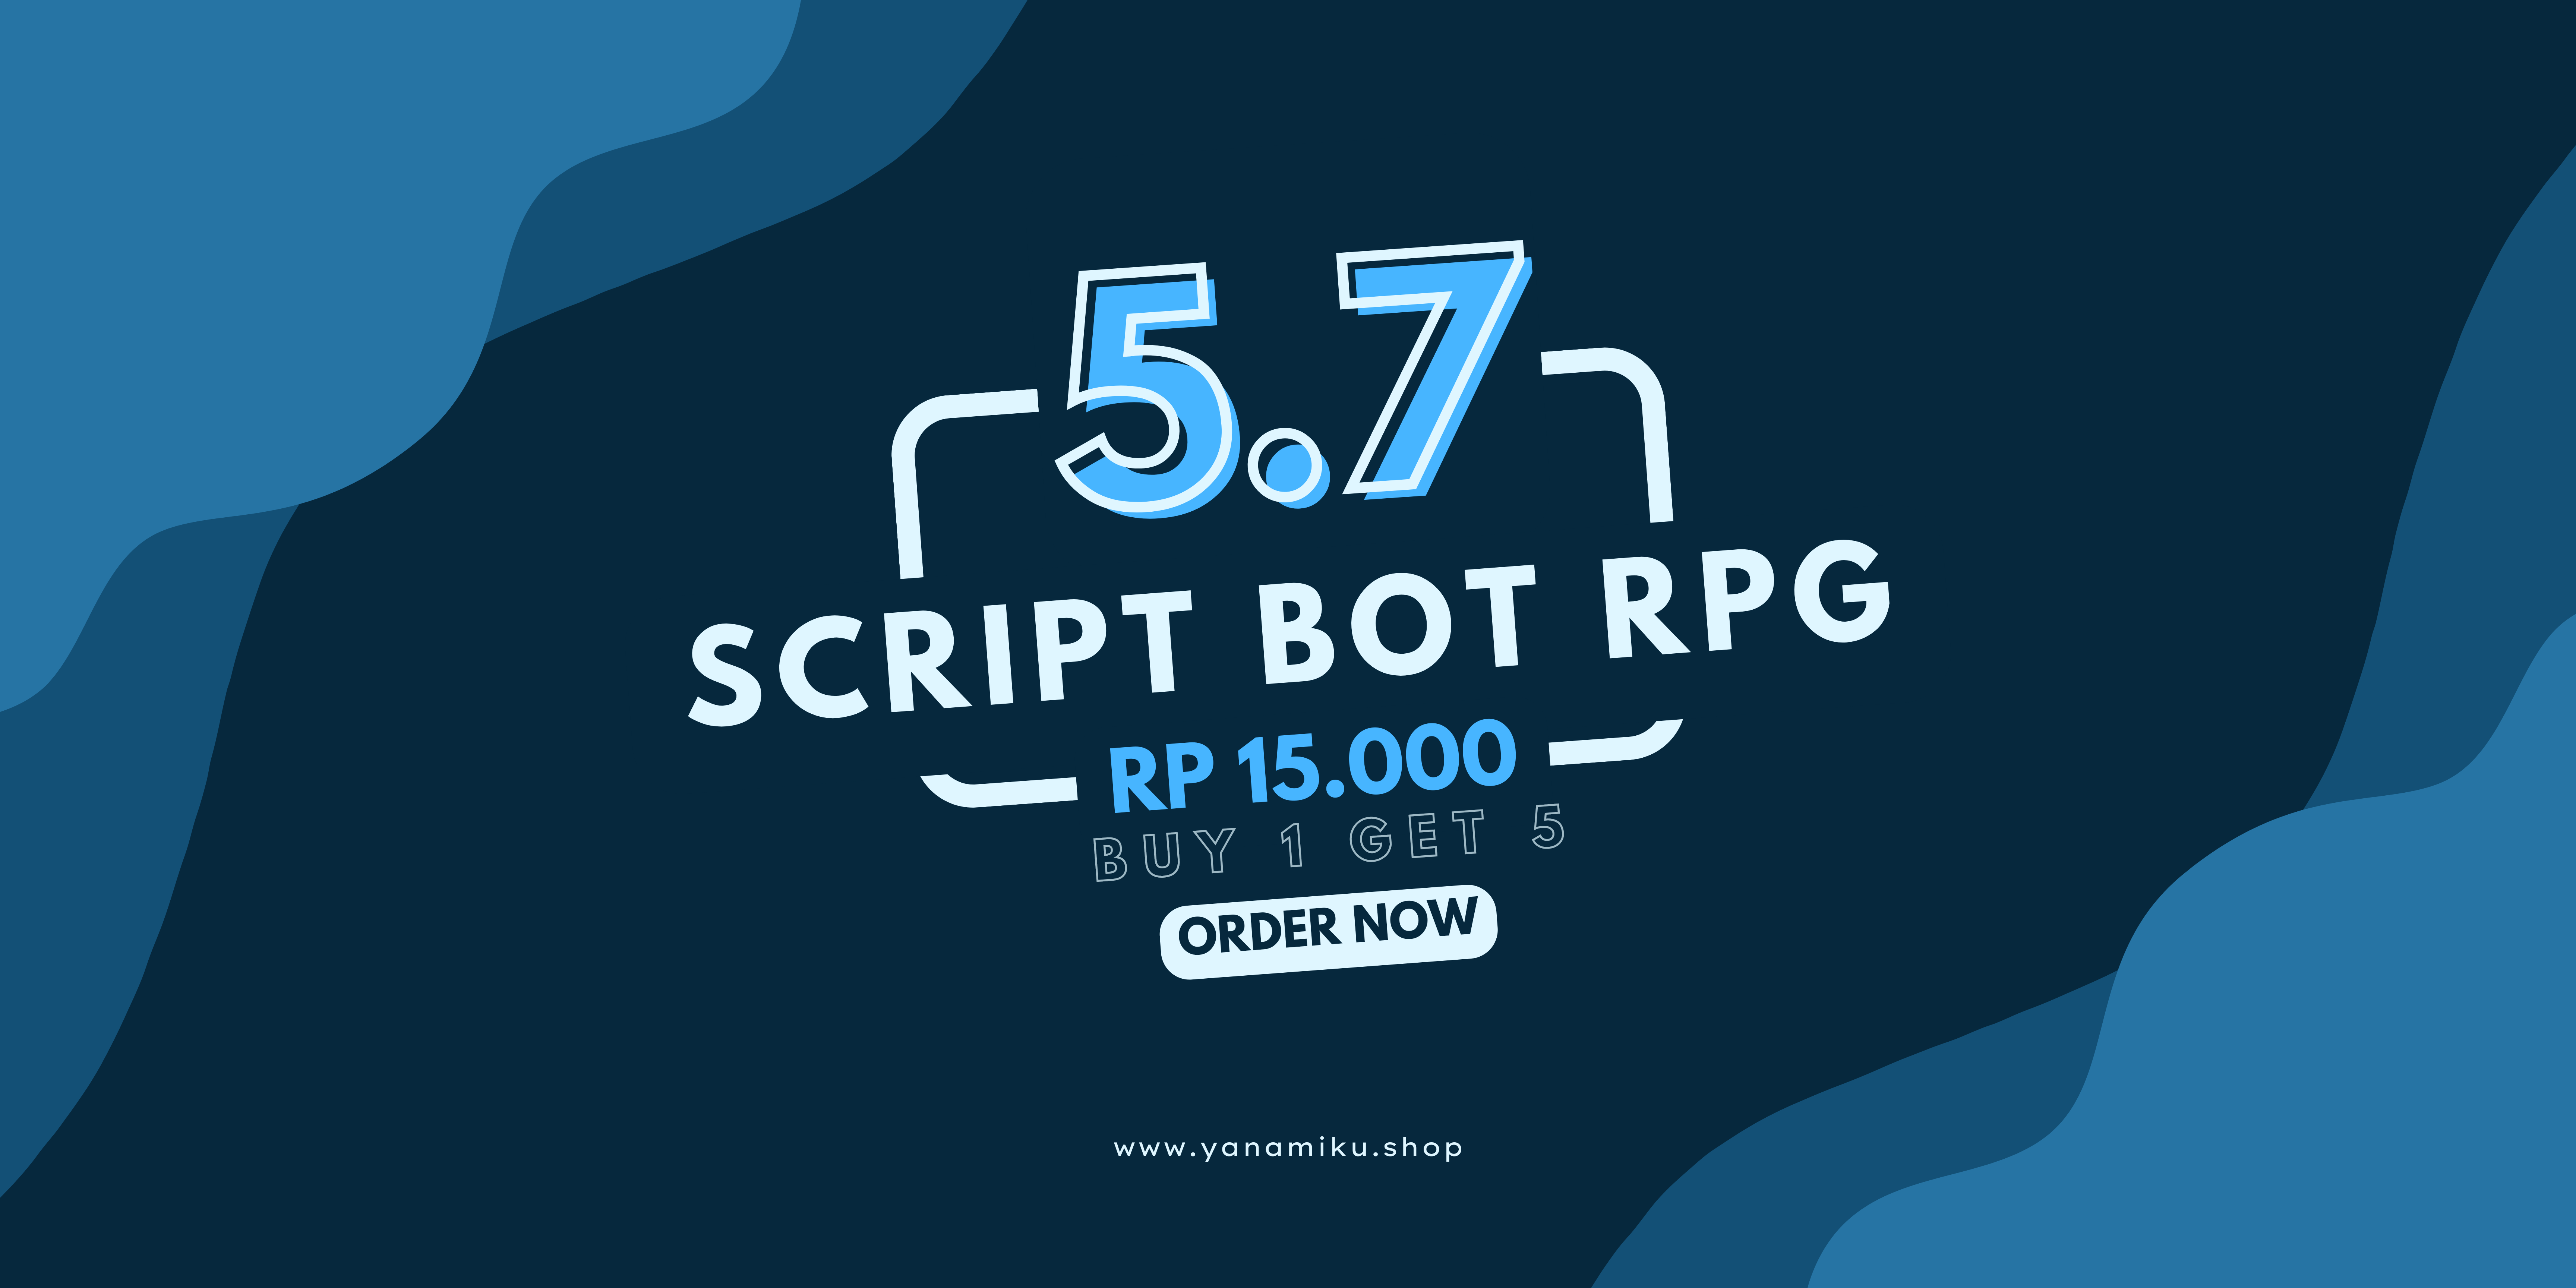 5.7
SCRIPT BOT RPG
RP 15.000
BUY 1 GET 5
ORDER NOW
www.yanamiku.shop